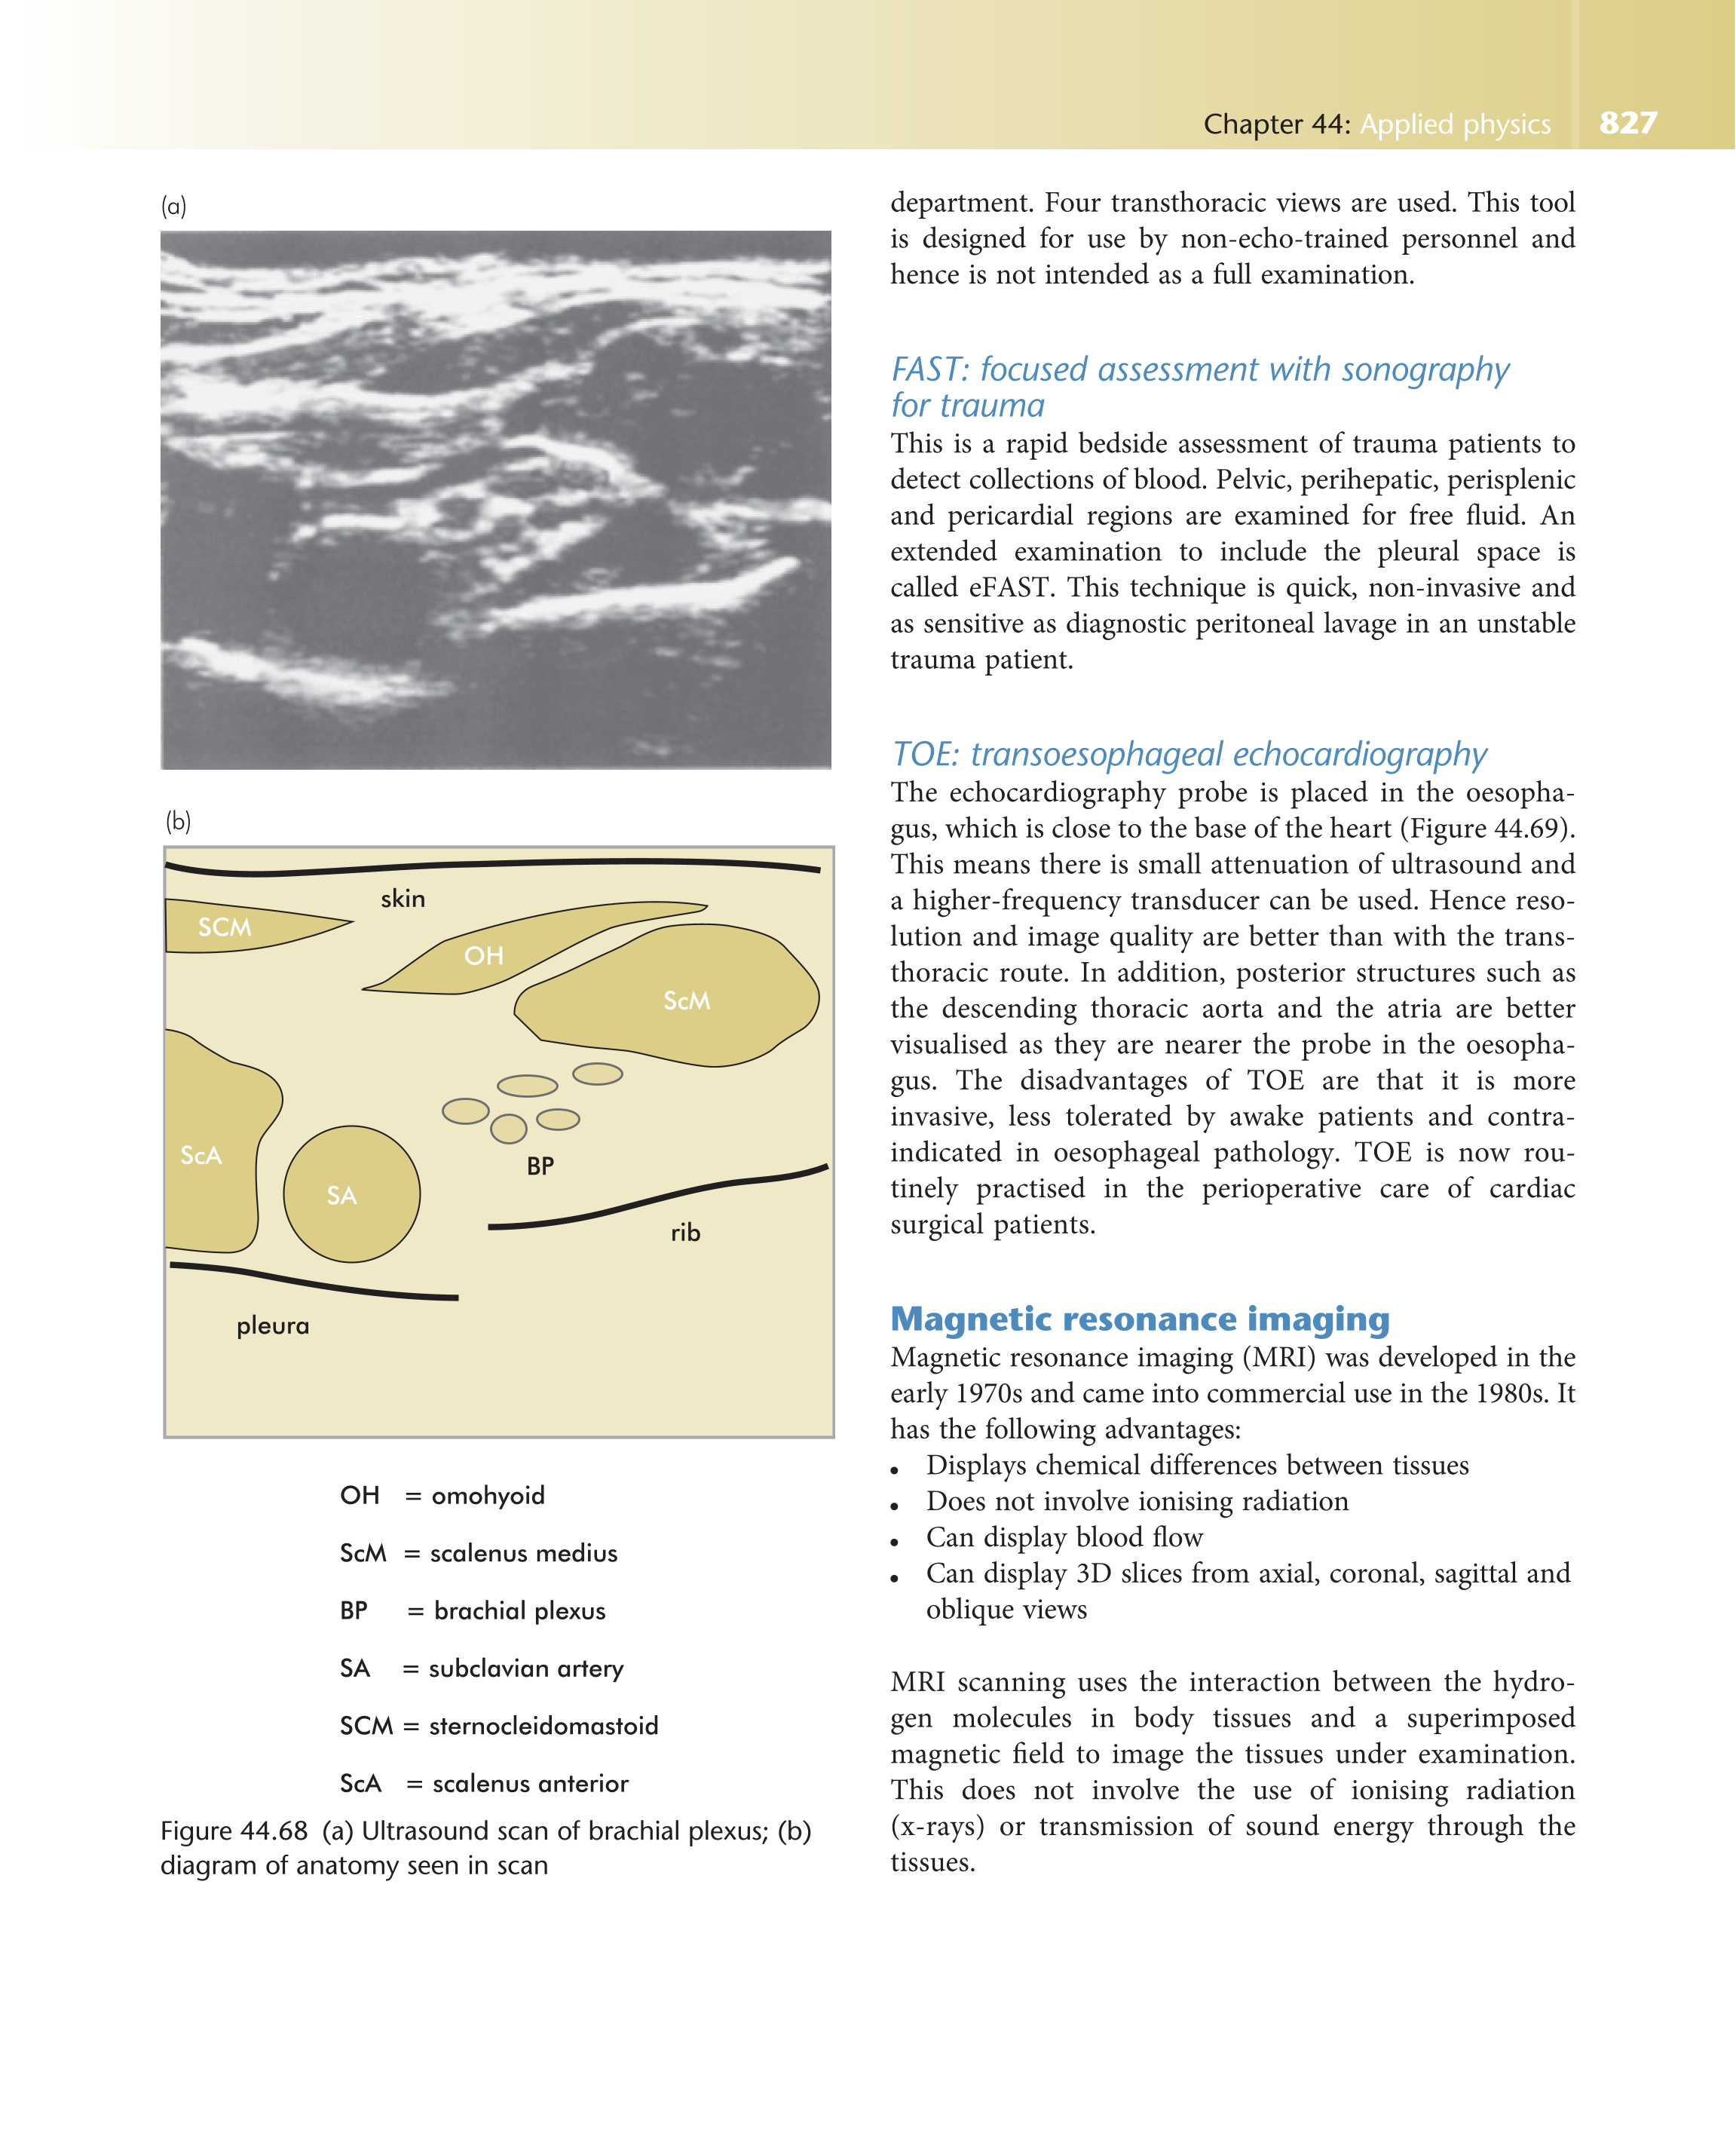 Chapter 44: Applied physics 827
(a)
(b)
skin
SCM
OH
ScM
ScA
SA
BP
rib
pleura
OH = omohyoid
ScM = scalenus medius
BP = brachial plexus
SA = subclavian artery
SCM = sternocleidomastoid
ScA = scalenus anterior
Figure 44.68 (a) Ultrasound scan of brachial plexus; (b)
diagram of anatomy seen in scan
department. Four transthoracic views are used. This tool
is designed for use by non-echo-trained personnel and
hence is not intended as a full examination.
FAST: focused assessment with sonography
for trauma
This is a rapid bedside assessment of trauma patients to
detect collections of blood. Pelvic, perihepatic, perisplenic
and pericardial regions are examined for free fluid. An
extended examination to include the pleural space is
called eFAST. This technique is quick, non-invasive and
as sensitive as diagnostic peritoneal lavage in an unstable
trauma patient.
TOE: transoesophageal echocardiography
The echocardiography probe is placed in the oesopha-
gus, which is close to the base of the heart (Figure 44.69).
This means there is small attenuation of ultrasound and
a higher-frequency transducer can be used. Hence reso-
lution and image quality are better than with the trans-
thoracic route. In addition, posterior structures such as
the descending thoracic aorta and the atria are better
visualised as they are nearer the probe in the oesopha-
gus. The disadvantages of TOE are that it is more
invasive, less tolerated by awake patients and contra-
indicated in oesophageal pathology. TOE is now rou-
tinely practised in the perioperative care of cardiac
surgical patients.
Magnetic resonance imaging
Magnetic resonance imaging (MRI) was developed in the
early 1970s and came into commercial use in the 1980s. It
has the following advantages:
• Displays chemical differences between tissues
• Does not involve ionising radiation
• Can display blood flow
• Can display 3D slices from axial, coronal, sagittal and
oblique views
MRI scanning uses the interaction between the hydro-
gen molecules in body tissues and a superimposed
magnetic field to image the tissues under examination.
This does not involve the use of ionising radiation
(x-rays) or transmission of sound energy through the
tissues.